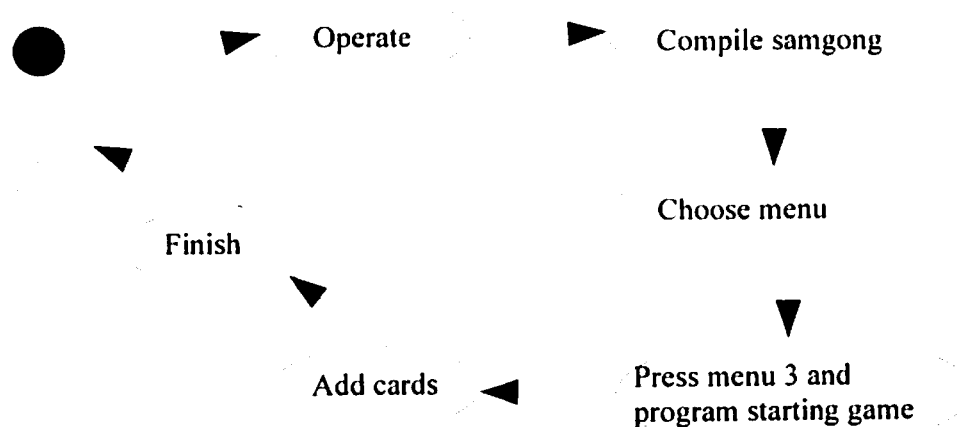 Operate
Compile samgong
Choose menu
Finish
Add cards
Press menu 3 and
program starting game